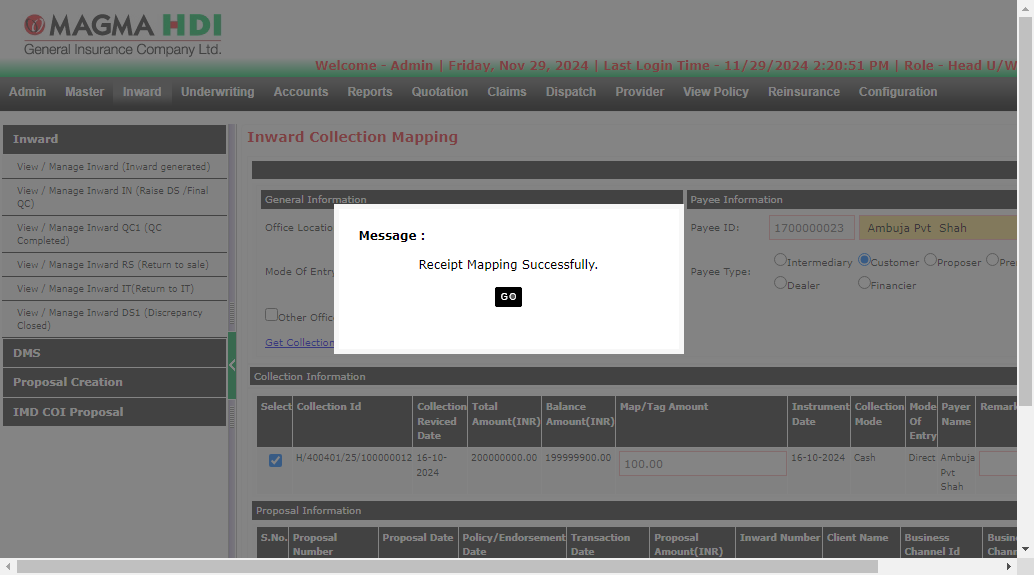 MAGMA HDI
General Insurance Company Ltd.
Welcome - Admin | Friday, Nov 29, 2024 | Last Login Time - 11/29/2024 2:20:51 PM | Role - Head U/W
Admin Master Inward Underwriting Accounts Reports Quotation Claims Dispatch Provider View Policy Reinsurance Configuration
Inward
View / Manage Inward (Inward generated)
View / Manage Inward IN (Raise DS /Final
QC)
View / Manage Inward QC1 (QC
Completed)
View / Manage Inward RS (Return to sale)
View / Manage Inward IT(Return to IT)
View / Manage Inward DS1 (Discrepancy
Closed)
DMS
Proposal Creation
IMD COI Proposal
Inward Collection Mapping
General Information
Office Locatio
Mode Of Entry
Other Offic
Get Collection
Payee Information
Payee ID: 1700000023 Ambuja Pvt Shah
Payee Type: Intermediary Customer Proposer Pre
Dealer Financier
Message :
Receipt Mapping Successfully.
GO
Collection Information
Select Collection Id Collection Reviced Date Total Amount(INR) Balance Amount(INR) Map/Tag Amount Instrument Date Collection Mode Mode Of Entry Payer Name Remark
H/400401/25/100000012 16-10-2024 200000000.00 199999900.00 100.00 16-10-2024 Cash Direct Ambuja Pvt Shah
Proposal Information
S.No. Proposal Number Proposal Date Policy/Endorsement Date Transaction Date Proposal Amount(INR) Inward Number Client Name Business Channel Id Busin Chann